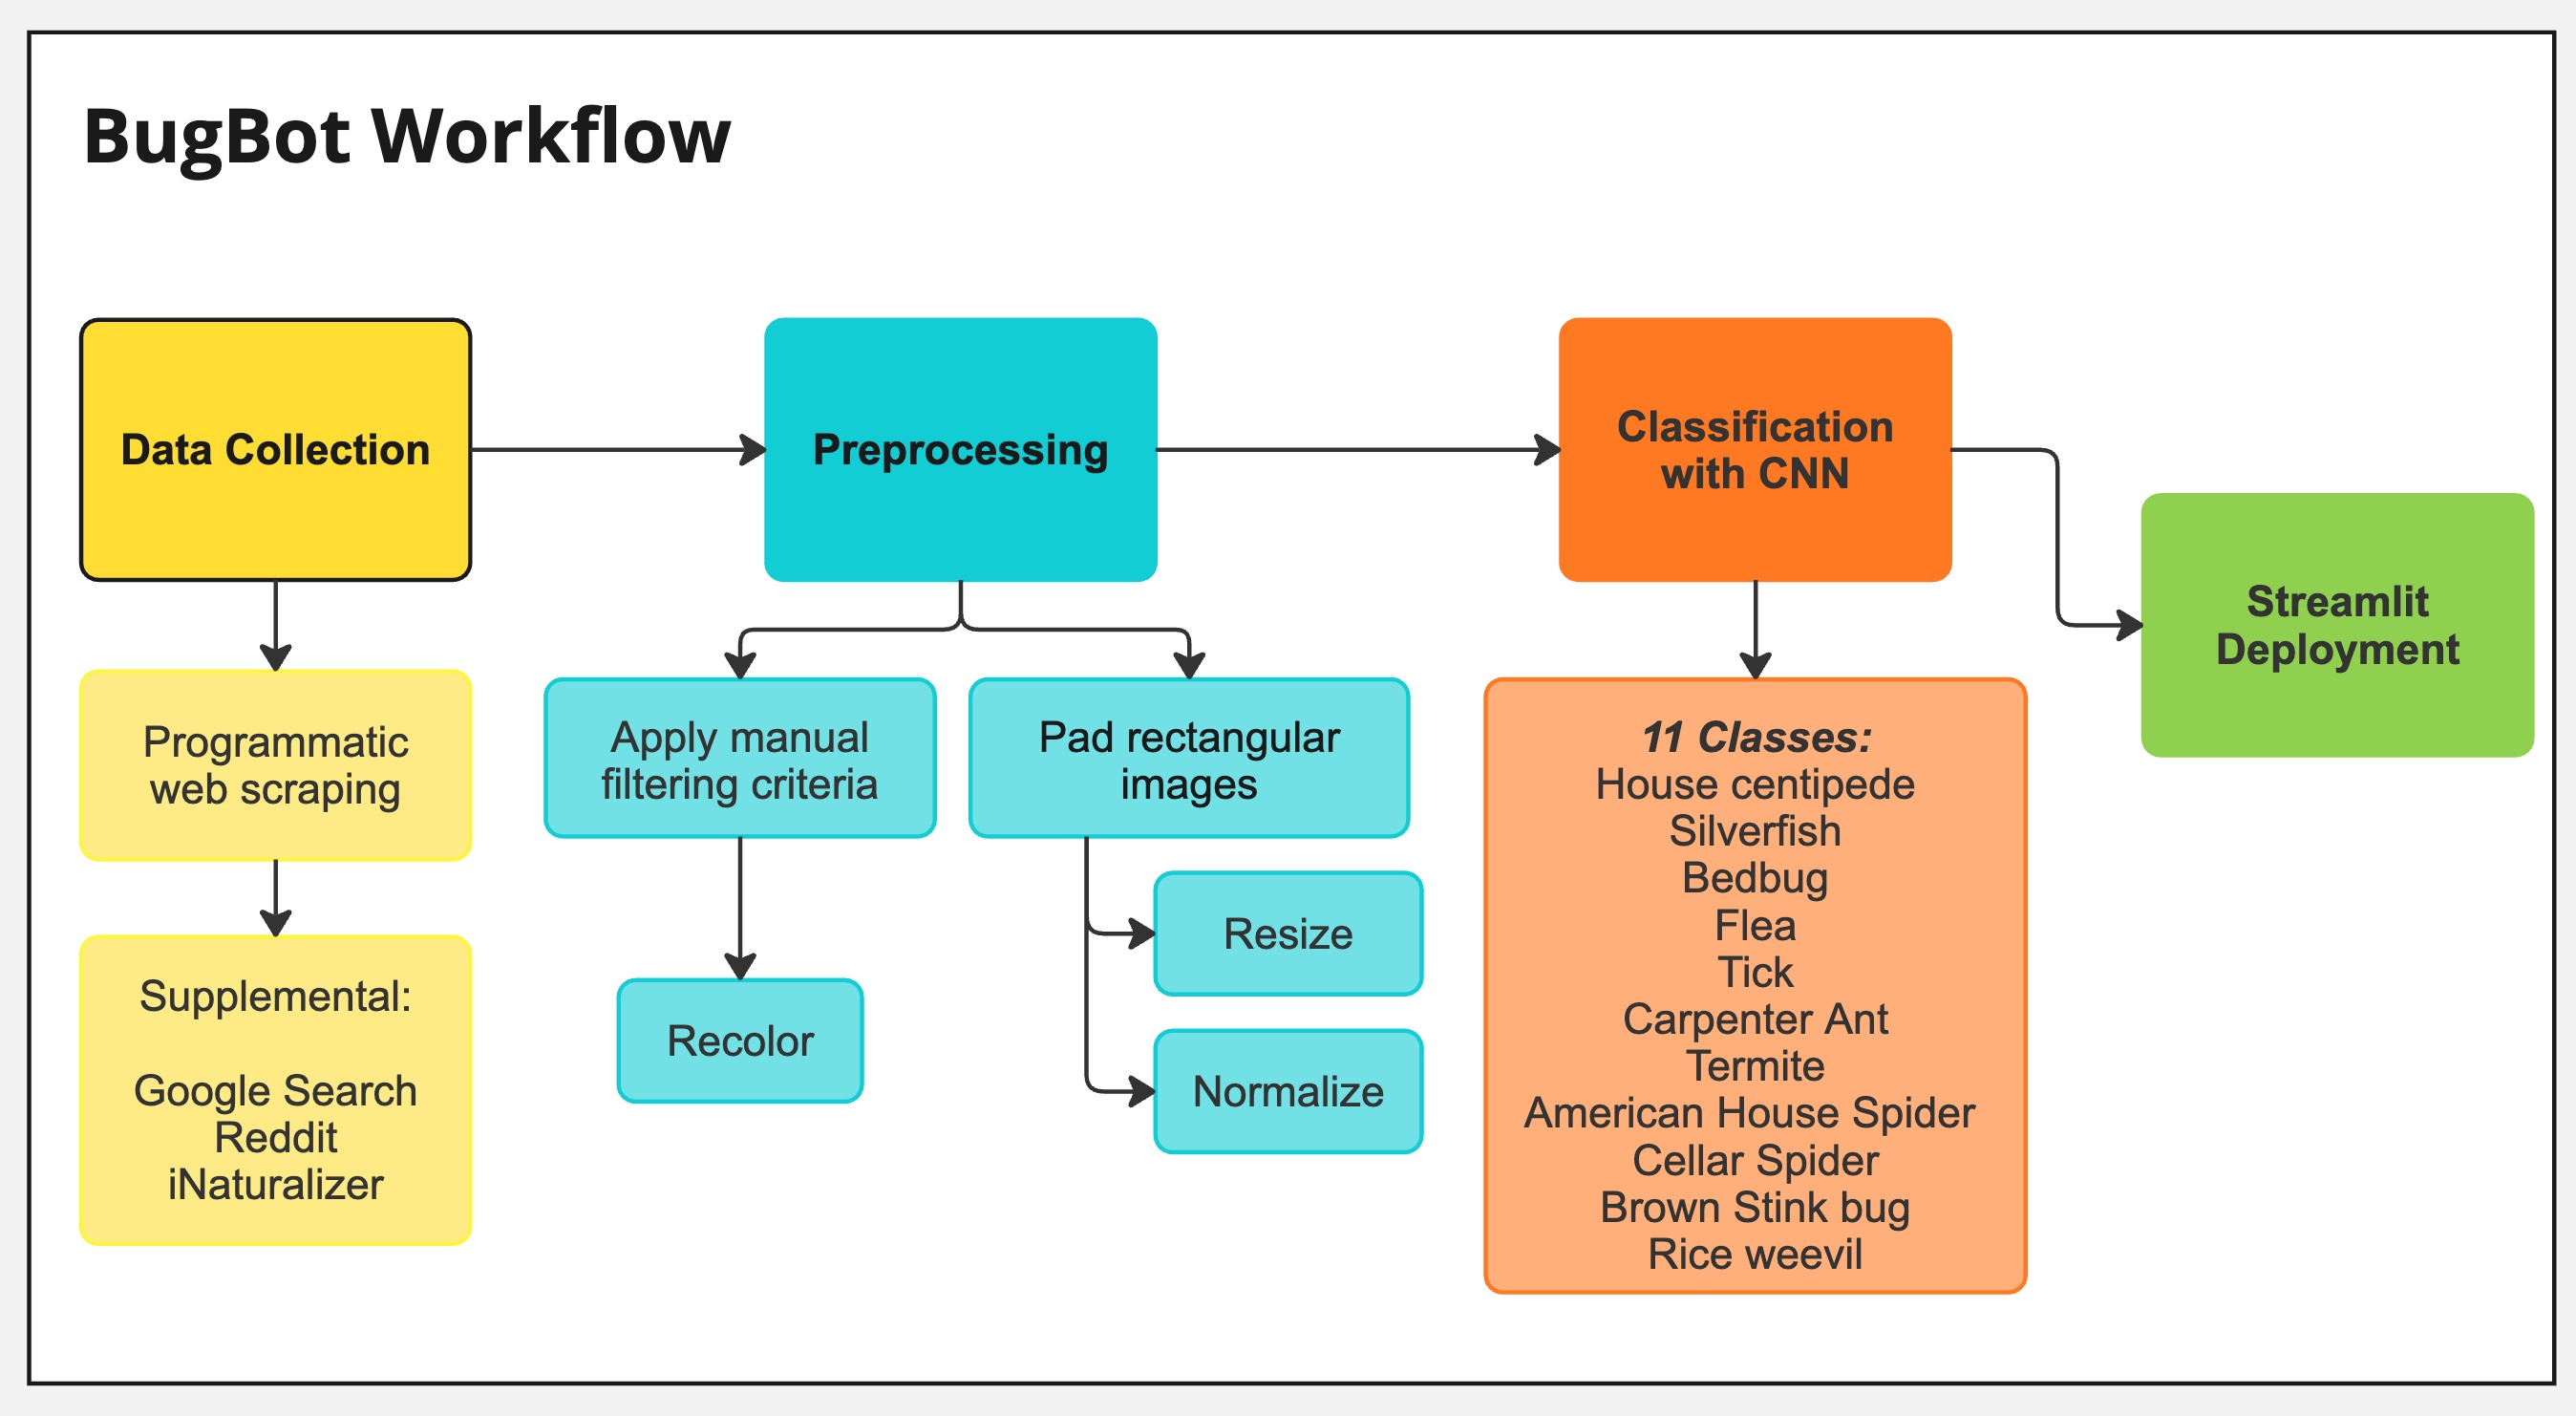 BugBot Workflow
Data Collection
Preprocessing
Classification
with CNN
Streamlit
Deployment
Programmatic
web scraping
Supplemental:
Google Search
Reddit
iNaturalizer
Apply manual
filtering criteria
Recolor
Pad rectangular
images
Resize
Normalize
11 Classes:
House centipede
Silverfish
Bedbug
Flea
Tick
Carpenter Ant
Termite
American House Spider
Cellar Spider
Brown Stink bug
Rice weevil